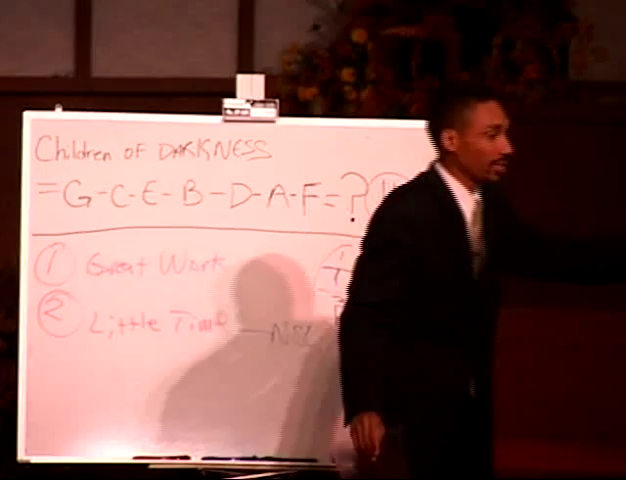 Children OF DARKNESS
=G-C-E-B-D-A-F=?
1 Great Work
2 Little Time